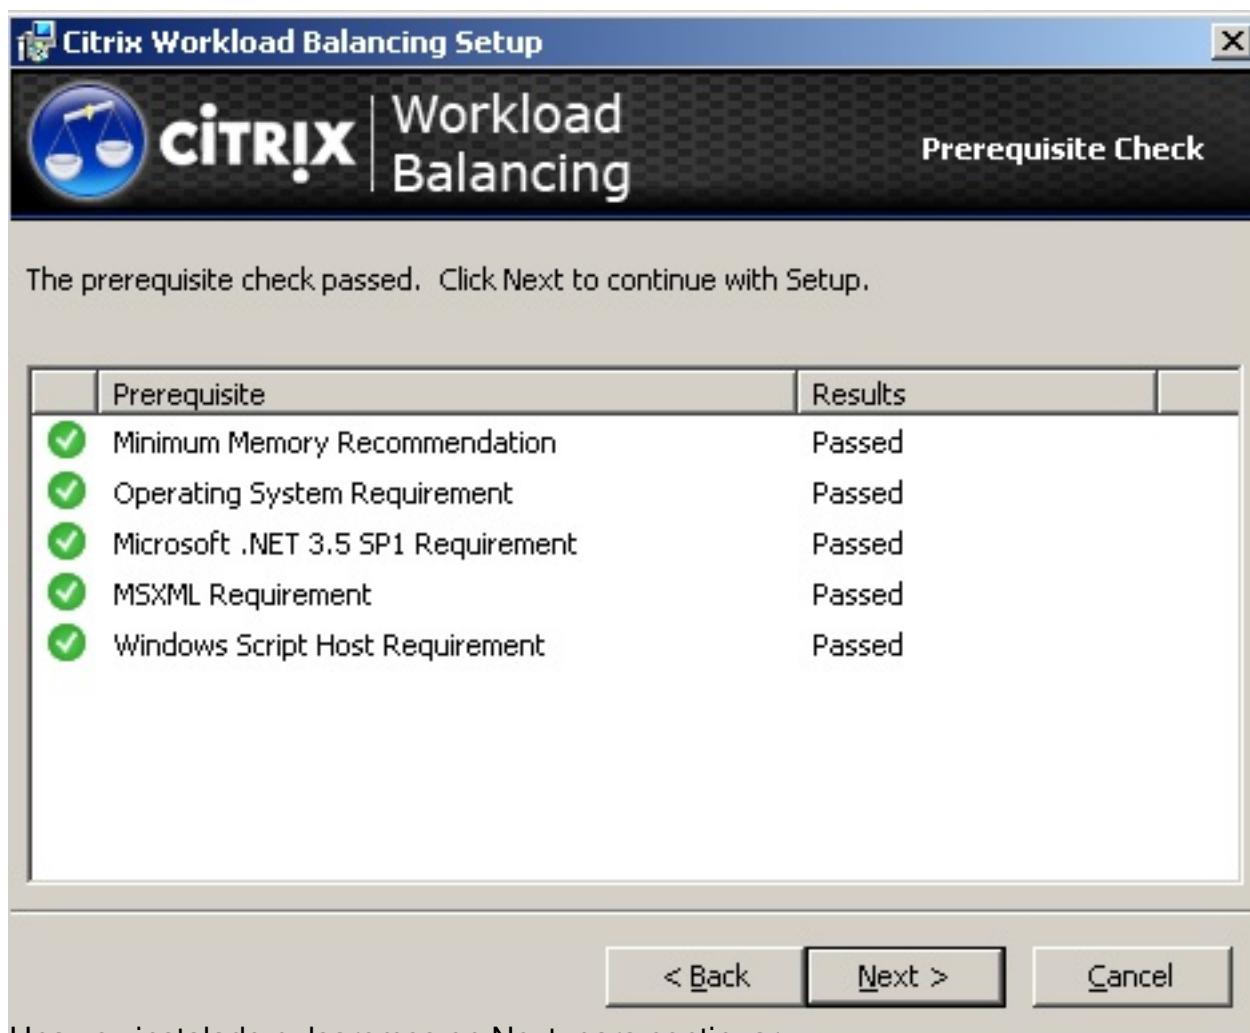 Citrix Workload Balancing Setup
CİTRIX
Workload
Balancing
Prerequisite Check
The prerequisite check passed. Click Next to continue with Setup.
Prerequisite Results
Minimum Memory Recommendation Passed
Operating System Requirement Passed
Microsoft .NET 3.5 SP1 Requirement Passed
MSXML Requirement Passed
Windows Script Host Requirement Passed
< Back Next > Cancel